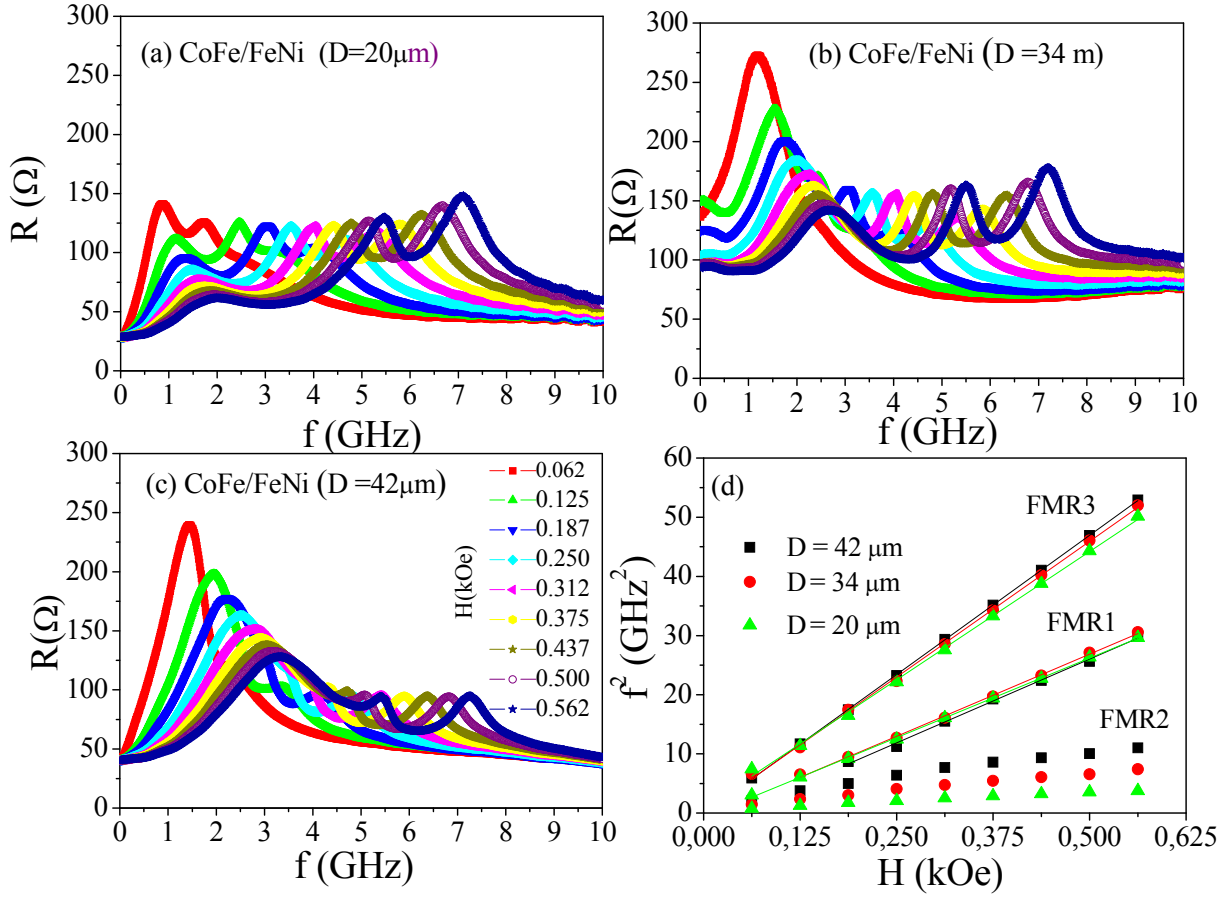 (a) CoFe/FeNi (D=20μm)
300
250
200
150
100
50
0
R (Ω)
0 1 2 3 4 5 6 7 8 9 10
f (GHz)
(b) CoFe/FeNi (D =34 m)
300
250
200
150
100
50
0
R(Ω)
0 1 2 3 4 5 6 7 8 9 10
f (GHz)
(c) CoFe/FeNi (D =42μm)
300
250
200
150
100
50
0
R(Ω)
H(kOe)
0.062
0.125
0.187
0.250
0.312
0.375
0.437
0.500
0.562
0 1 2 3 4 5 6 7 8 9 10
f (GHz)
(d)
60
50
40
30
20
10
0
f² (GHz²)
FMR3
D = 42 μm
D = 34 μm
D = 20 μm
FMR1
FMR2
0,000 0,125 0,250 0,375 0,500 0,625
H (kOe)